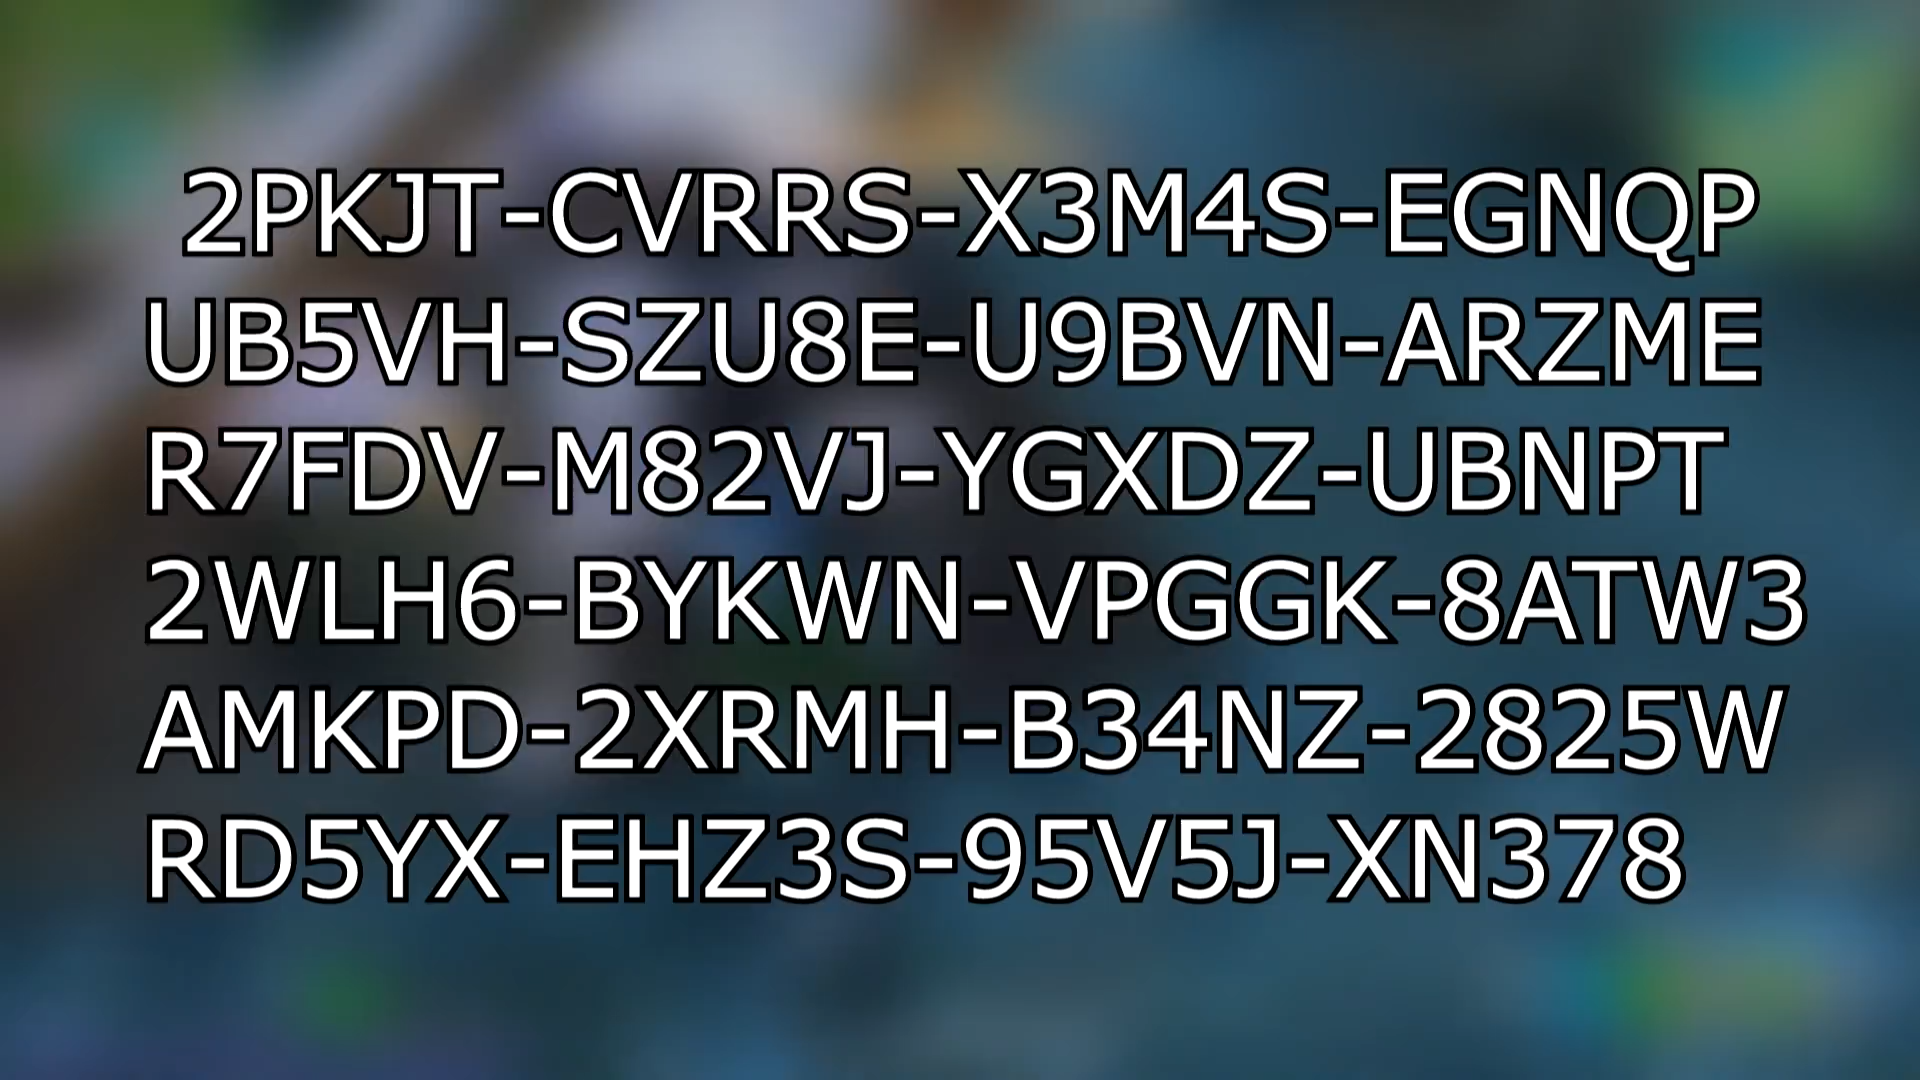 2PKJT-CVRRS-X3M4S-EGNQP
UB5VH-SZU8E-U9BVN-ARZME
R7FDV-M82VJ-YGXDZ-UBNPT
2WLH6-BYKWN-VPGGK-8ATW3
AMKPD-2XRMH-B34NZ-2825W
RD5YX-EHZ3S-95V5J-XN378